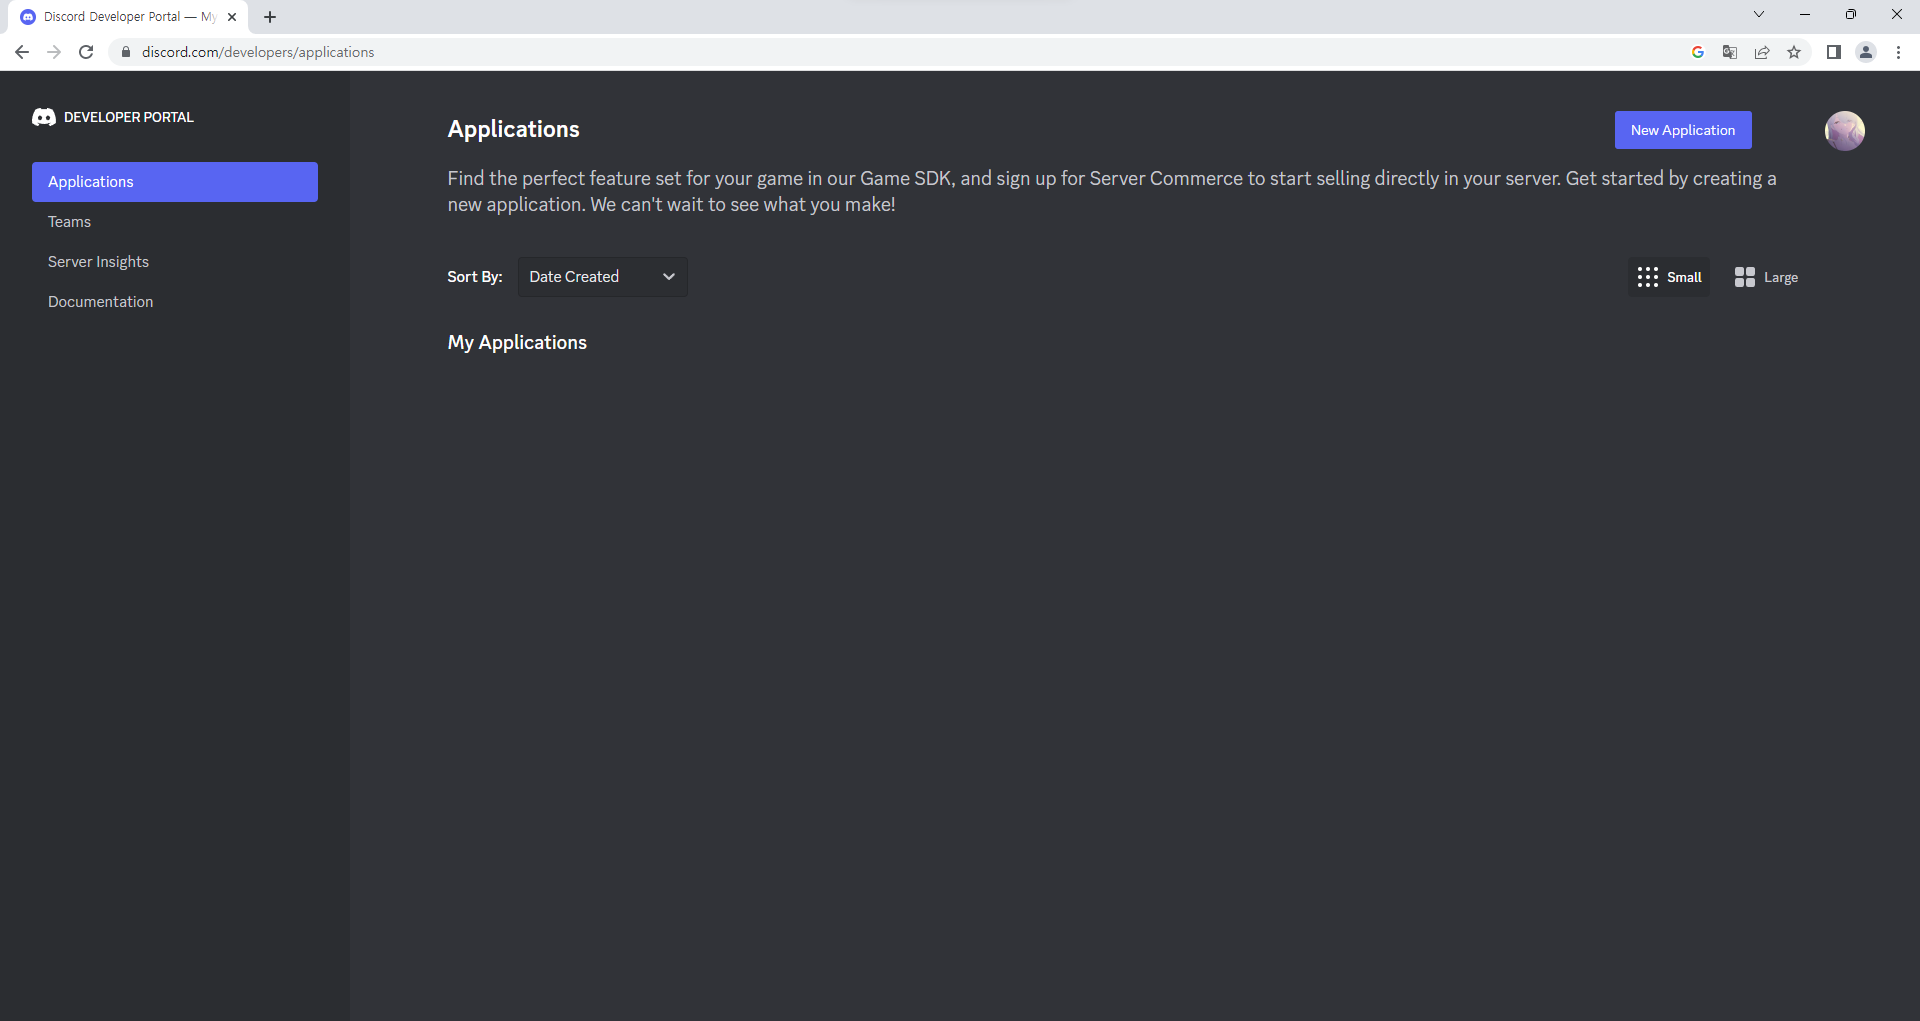 Discord Developer Portal — My
discord.com/developers/applications
DEVELOPER PORTAL
Applications
Teams
Server Insights
Documentation
Applications
New Application
Find the perfect feature set for your game in our Game SDK, and sign up for Server Commerce to start selling directly in your server. Get started by creating a
new application. We can't wait to see what you make!
Sort By:
Date Created
Small
Large
My Applications